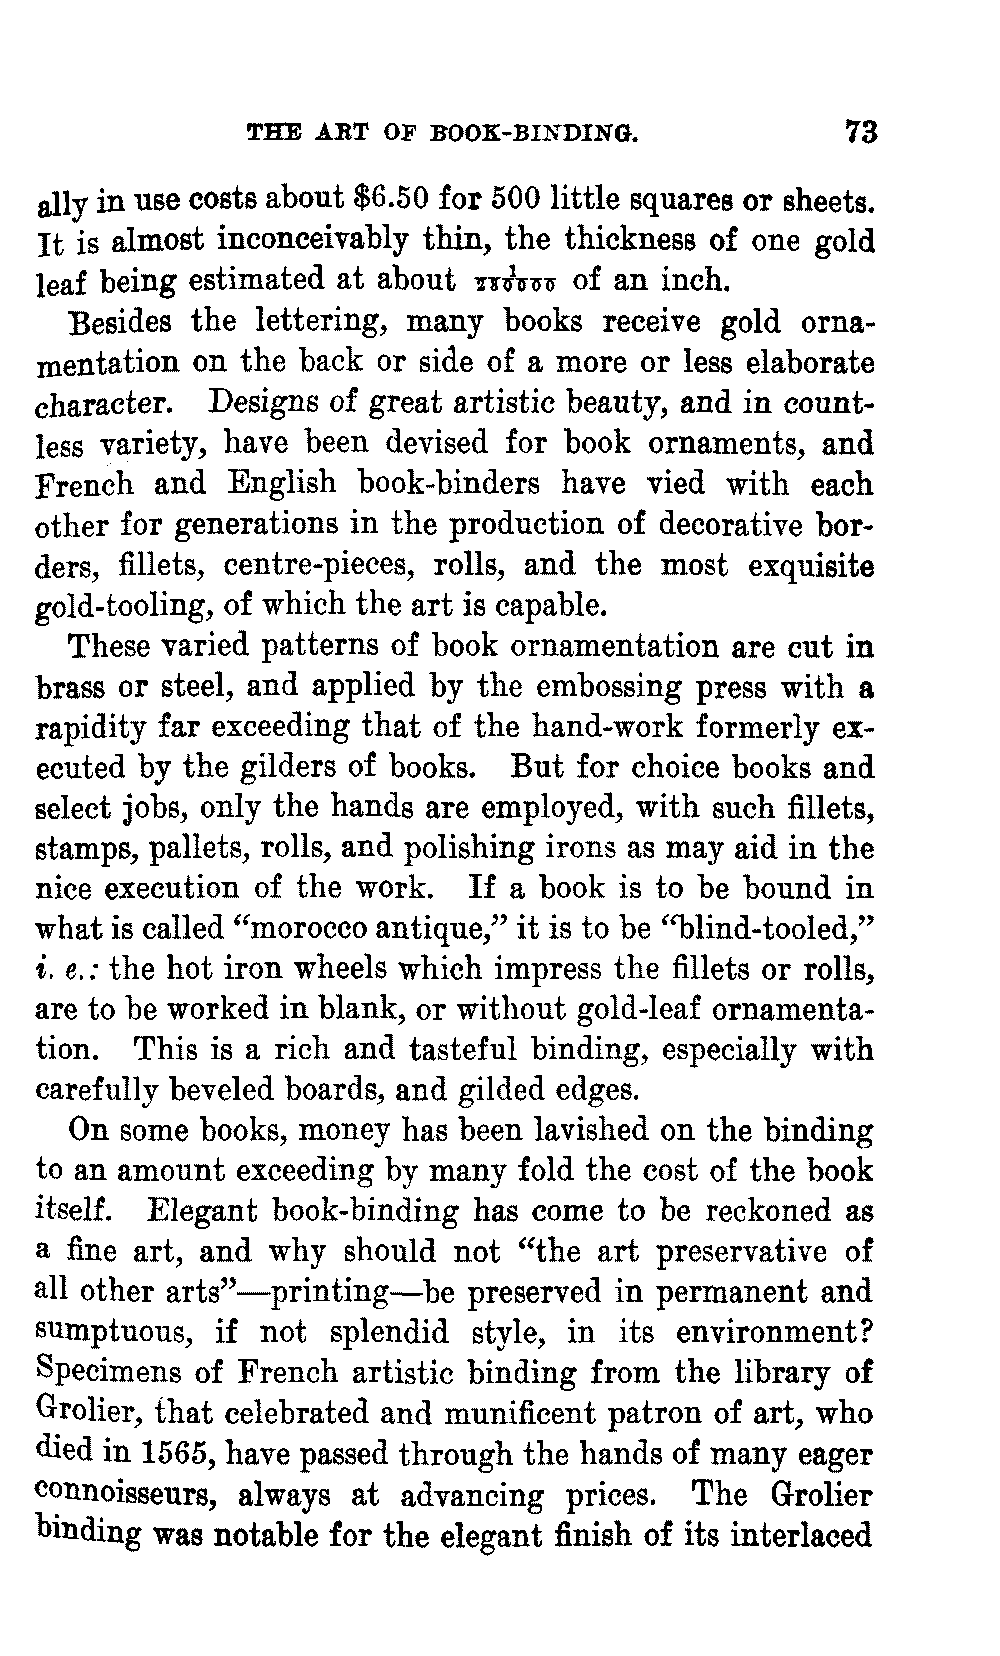 THE ART OF BOOK-BINDING. 73
ally in use costs about $6.50 for 500 little squares or sheets.
It is almost inconceivably thin, the thickness of one gold
leaf being estimated at about of an inch.
Besides the lettering, many books receive gold orna-
mentation on the back or side of a more or less elaborate
character. Designs of great artistic beauty, and in count-
less variety, have been devised for book ornaments, and
French and English book-binders have vied with each
other for generations in the production of decorative bor-
ders, fillets, centre-pieces, rolls, and the most exquisite
gold-tooling, of which the art is capable.
These varied patterns of book ornamentation are cut in
brass or steel, and applied by the embossing press with a
rapidity far exceeding that of the hand-work formerly ex-
ecuted by the gilders of books. But for choice books and
select jobs, only the hands are employed, with such fillets,
stamps, pallets, rolls, and polishing irons as may aid in the
nice execution of the work. If a book is to be bound in
what is called “morocco antique,” it is to be “blind-tooled,”
i. e.: the hot iron wheels which impress the fillets or rolls,
are to be worked in blank, or without gold-leaf ornamenta-
tion. This is a rich and tasteful binding, especially with
carefully beveled boards, and gilded edges.
On some books, money has been lavished on the binding
to an amount exceeding by many fold the cost of the book
itself. Elegant book-binding has come to be reckoned as
a fine art, and why should not “the art preservative of
all other arts”—printing—be preserved in permanent and
sumptuous, if not splendid style, in its environment?
Specimens of French artistic binding from the library of
Grolier, that celebrated and munificent patron of art, who
died in 1565, have passed through the hands of many eager
connoisseurs, always at advancing prices. The Grolier
binding was notable for the elegant finish of its interlaced